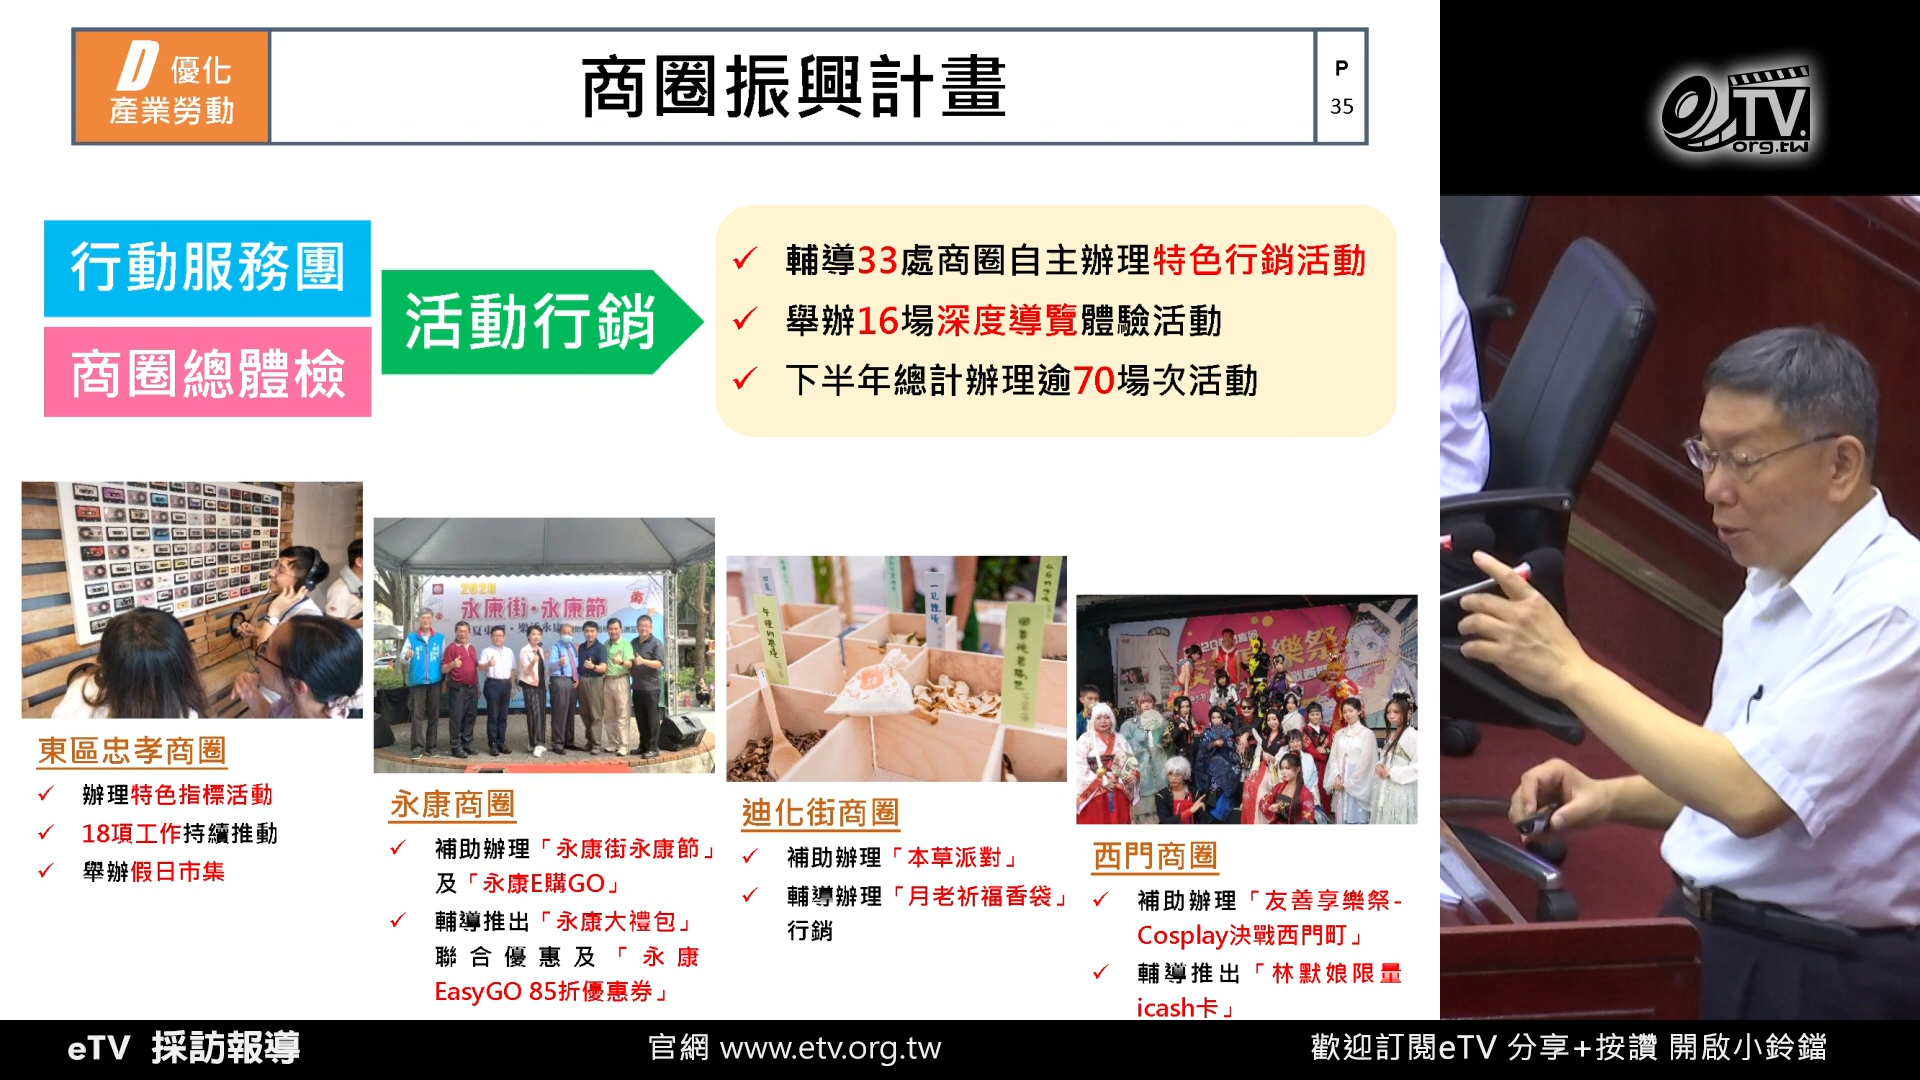 D 優化
產業勞動
商圈振興計畫
P
35
eTV.
org.tw
行動服務團
商圈總體檢
活動行銷
✓ 輔導33處商圈自主辦理特色行銷活動
✓ 舉辦16場深度導覽體驗活動
✓ 下半年總計辦理逾70場次活動
2020
永康街・永康節
東區忠孝商圈
✓ 辦理特色指標活動
✓ 18項工作持續推動
✓ 舉辦假日市集
永康商圈
✓ 補助辦理「永康街永康節」
及「永康E購GO」
✓ 輔導推出「永康大禮包」
聯合優惠及「永康
EasyGO 85折優惠券」
迪化街商圈
✓ 補助辦理「本草派對」
✓ 輔導辦理「月老祈福香袋」
行銷
西門商圈
✓ 補助辦理「友善享樂祭-
Cosplay決戰西門町」
✓ 輔導推出「林默娘限量
icash卡」
eTV 採訪報導
官網 www.etv.org.tw
歡迎訂閱eTV 分享+按讚 開啟小鈴鐺